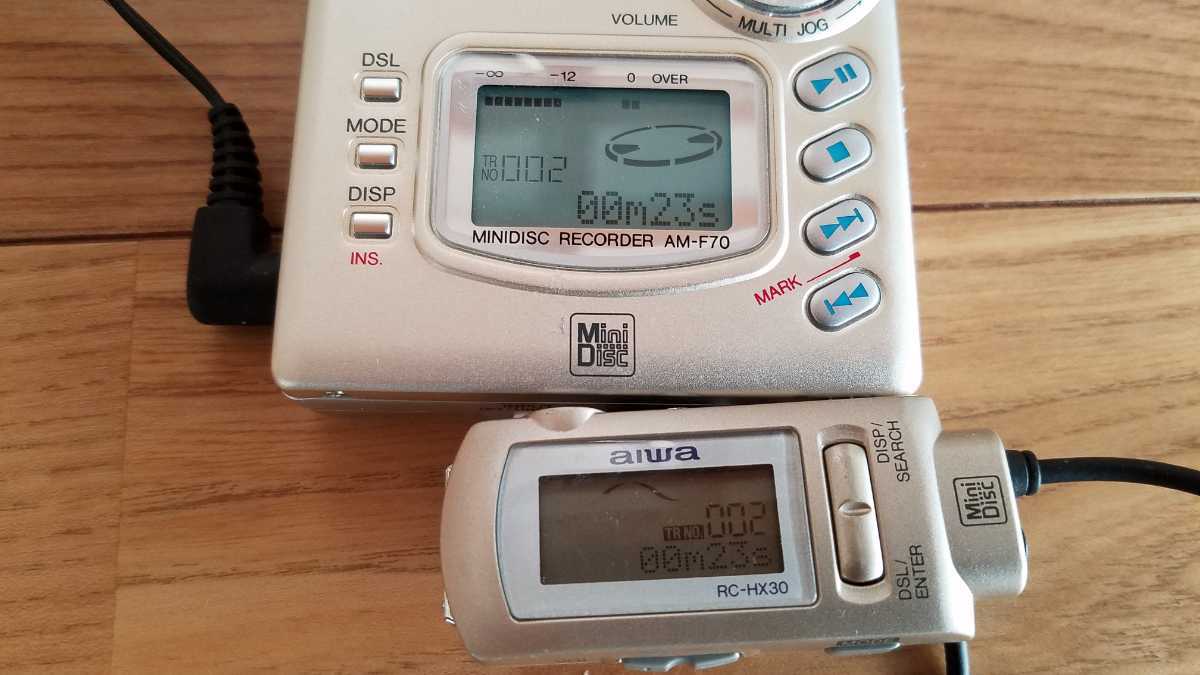 VOLUME
MULTI JOG
DSL
MODE
DISP
INS.
-∞ -12 0 OVER
TR NO 002
00m23s
MINIDISC RECORDER AM-F70
MARK
Mini
Disc
aiwa
TR NO. 002
00m23s
RC-HX30
DISP/
SEARCH
DSL/
ENTER
Mini
Disc
MODE